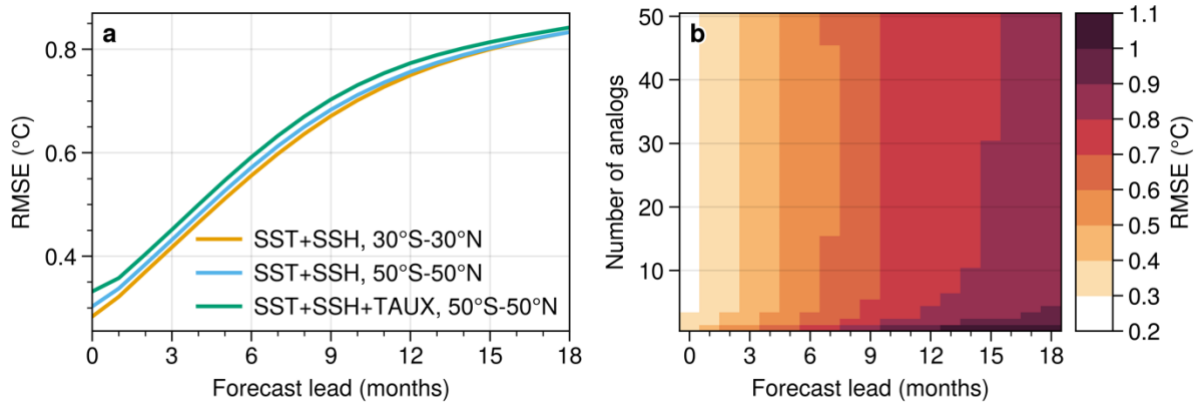 a
RMSE (°C)
0.8
0.6
0.4
SST+SSH, 30°S-30°N
SST+SSH, 50°S-50°N
SST+SSH+TAUX, 50°S-50°N
0 3 6 9 12 15 18
Forecast lead (months)
b
Number of analogs
50
40
30
20
10
0 3 6 9 12 15 18
Forecast lead (months)
1.1
1
0.9
0.8
0.7
0.6
0.5
0.4
0.3
0.2
RMSE (°C)